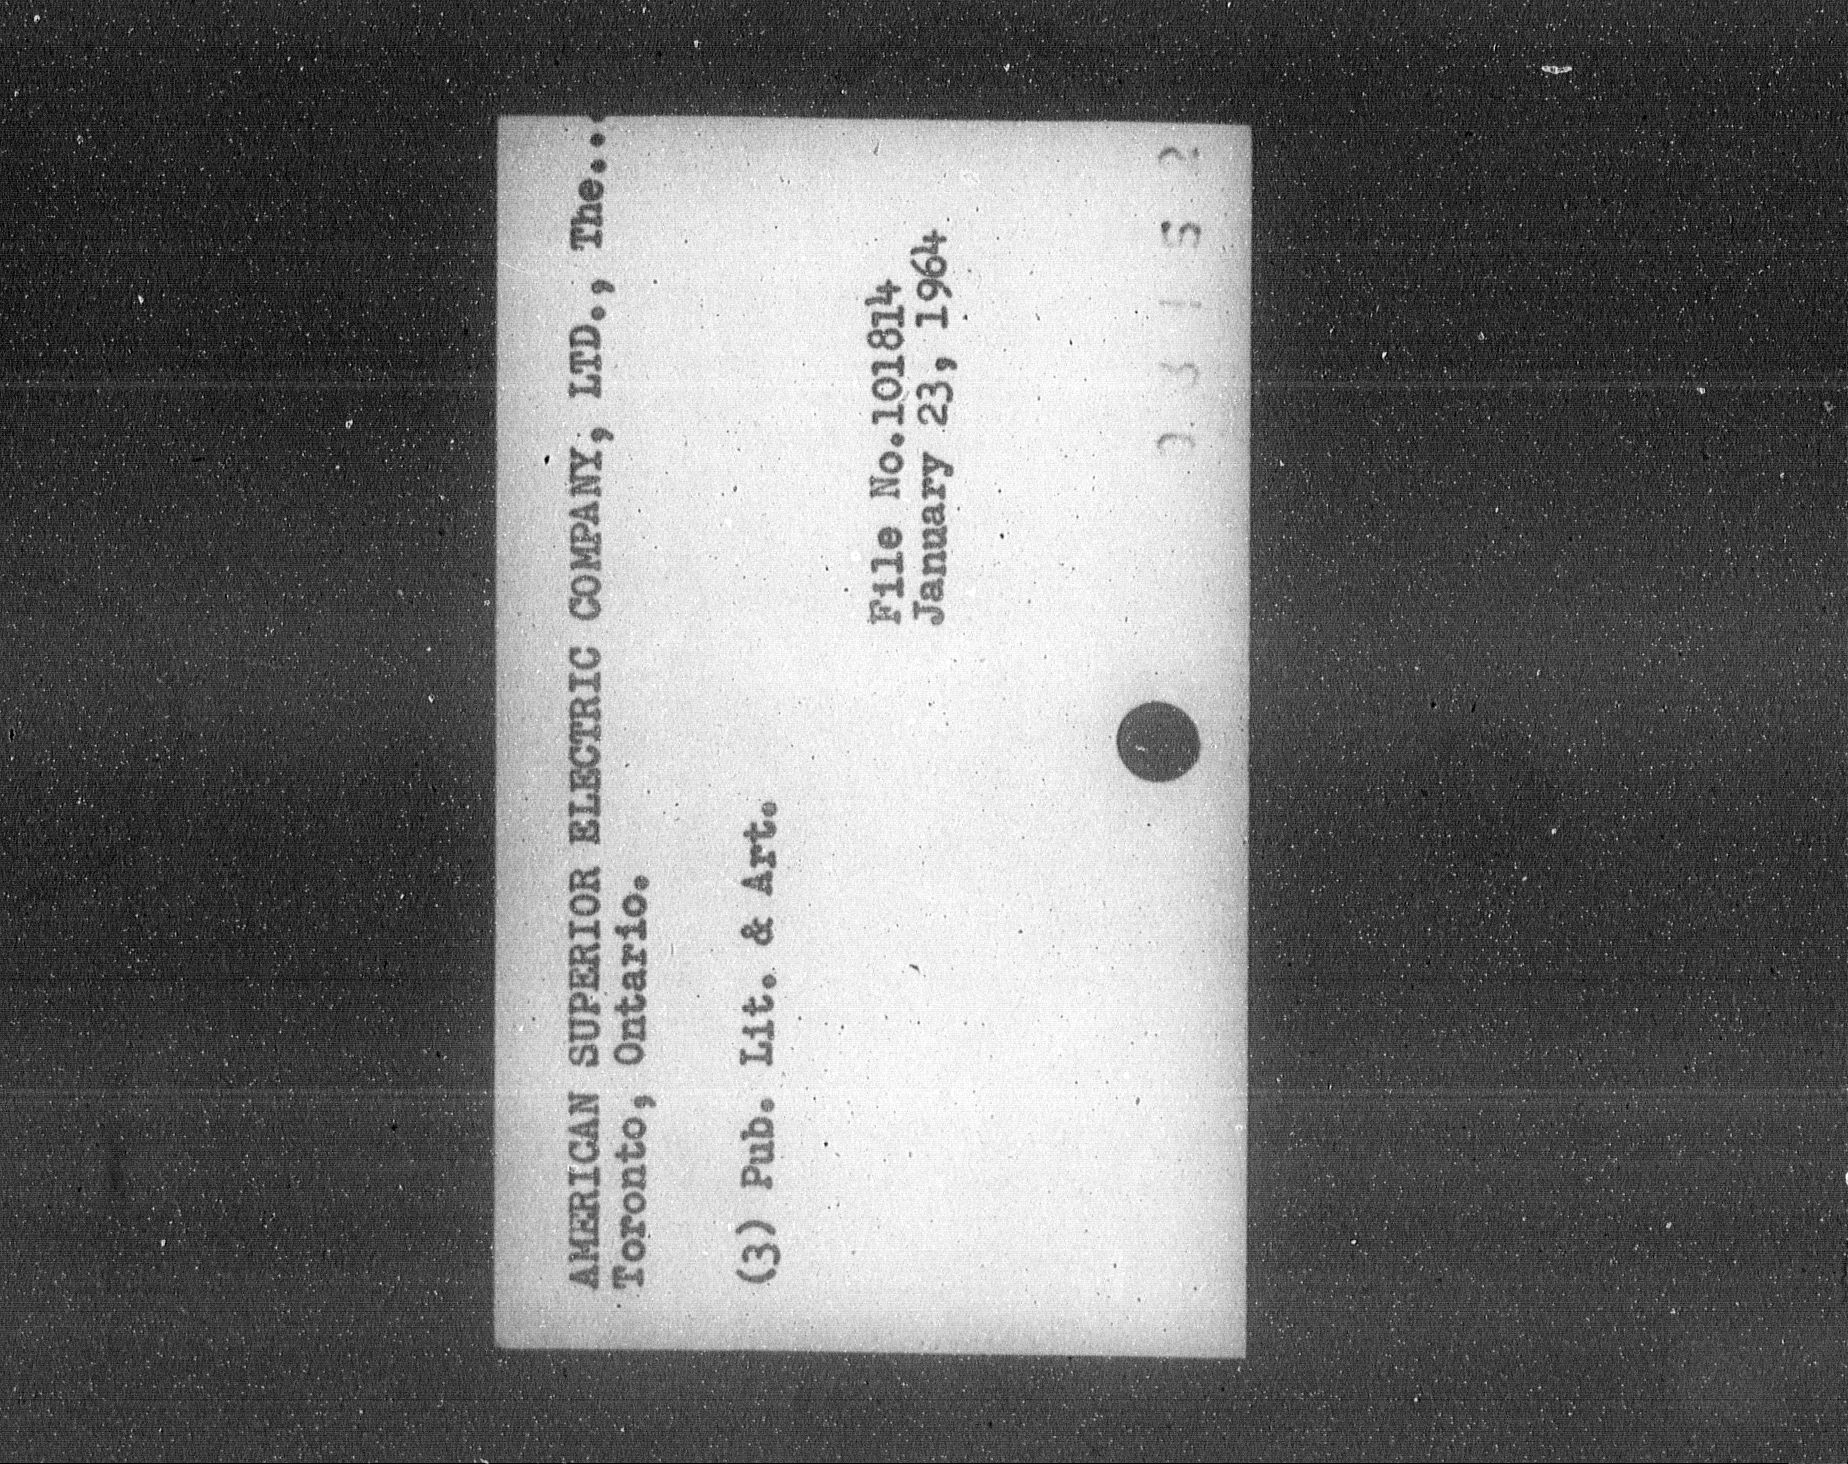 AMERICAN SUPERIOR ELECTRIC COMPANY, LTD., The...
Toronto, Ontario.
(3) Pub. Lit. & Art.
File No.101814
January 23, 1964